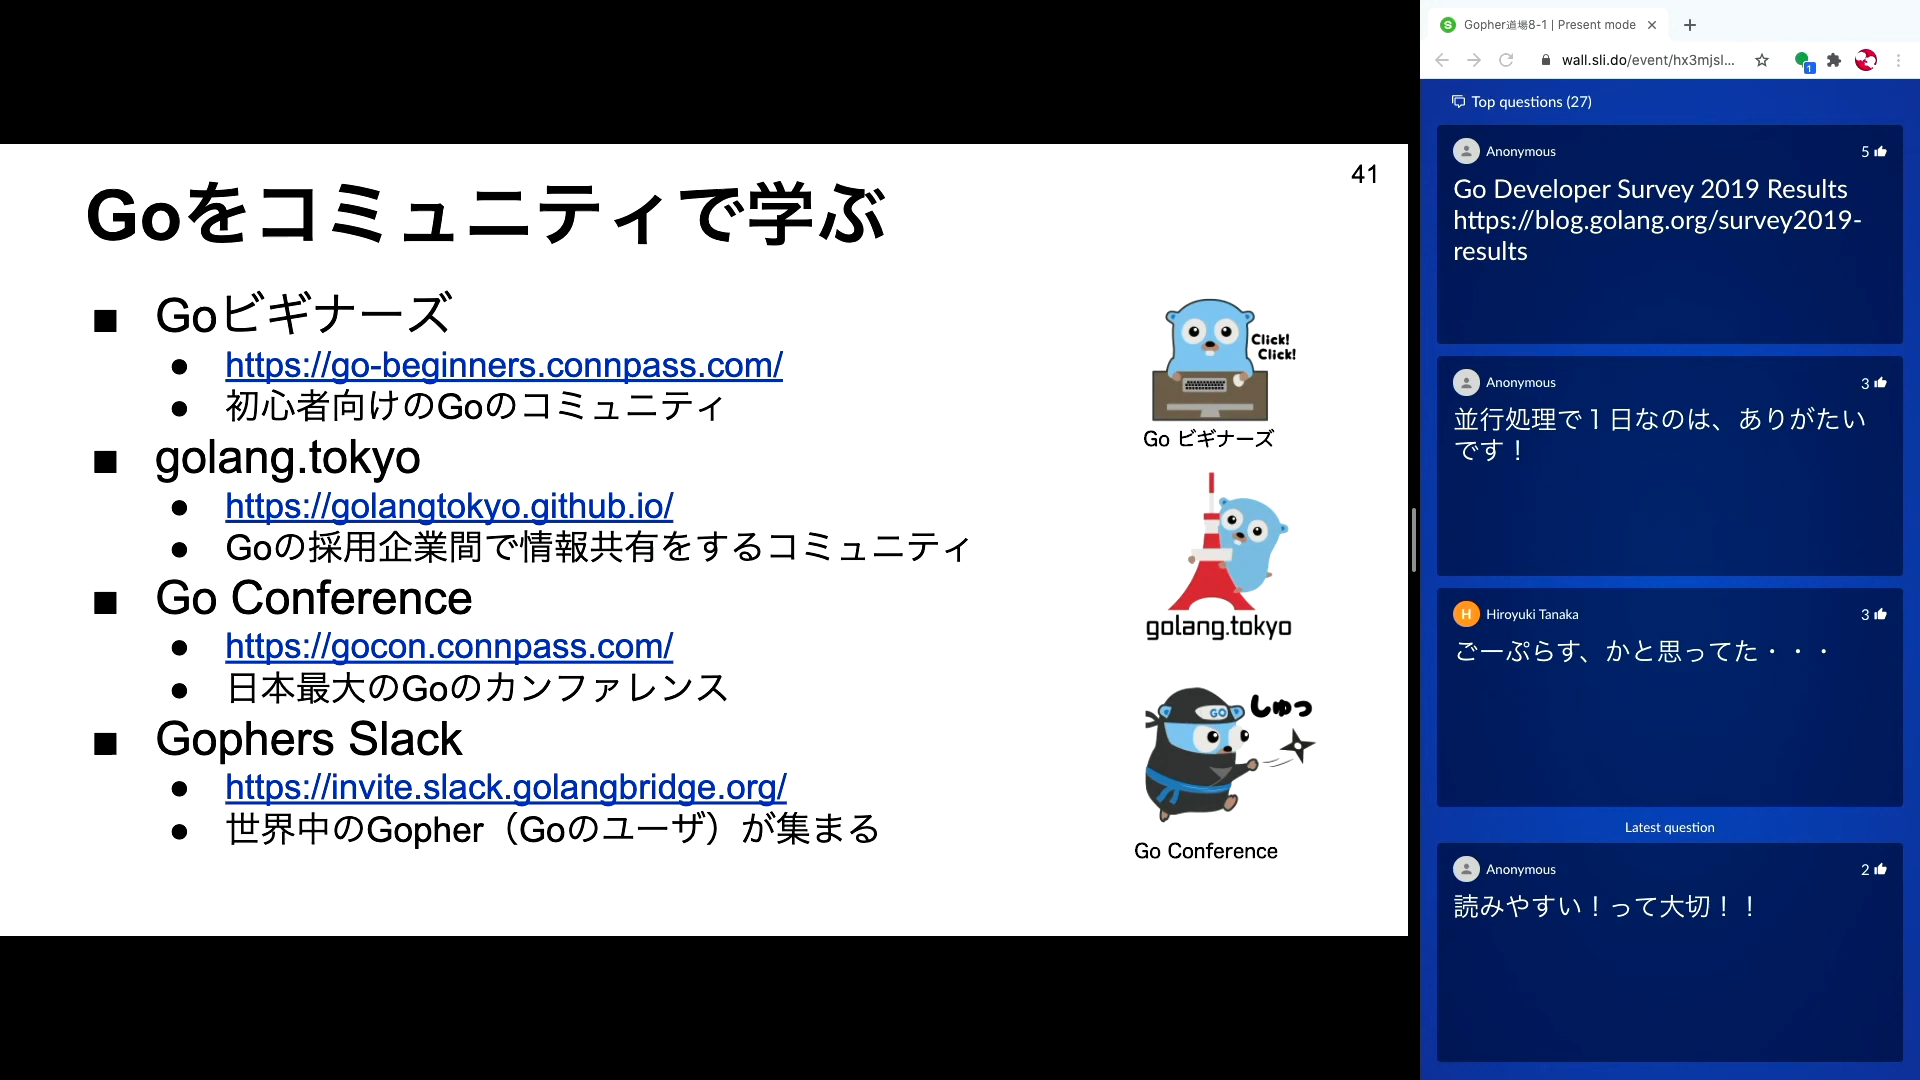 41
Goをコミュニティで学ぶ
■ Goビギナーズ
● https://go-beginners.connpass.com/
● 初心者向けのGoのコミュニティ
■ golang.tokyo
● https://golangtokyo.github.io/
● Goの採用企業間で情報共有をするコミュニティ
■ Go Conference
● https://gocon.connpass.com/
● 日本最大のGoのカンファレンス
■ Gophers Slack
● https://invite.slack.golangbridge.org/
● 世界中のGopher（Goのユーザ）が集まる
Click!
Click!
Go ビギナーズ
golang.tokyo
GO
しゅっ
Go Conference
Gopher道場8-1 | Present mode
wall.sli.do/event/hx3mjsl...
1
Top questions (27)
Anonymous
5
Go Developer Survey 2019 Results
https://blog.golang.org/survey2019-
results
Anonymous
3
並行処理で１日なのは、ありがたい
です！
H
Hiroyuki Tanaka
3
ごーぷらす、かと思ってた・・・
Latest question
Anonymous
2
読みやすい！って大切！！